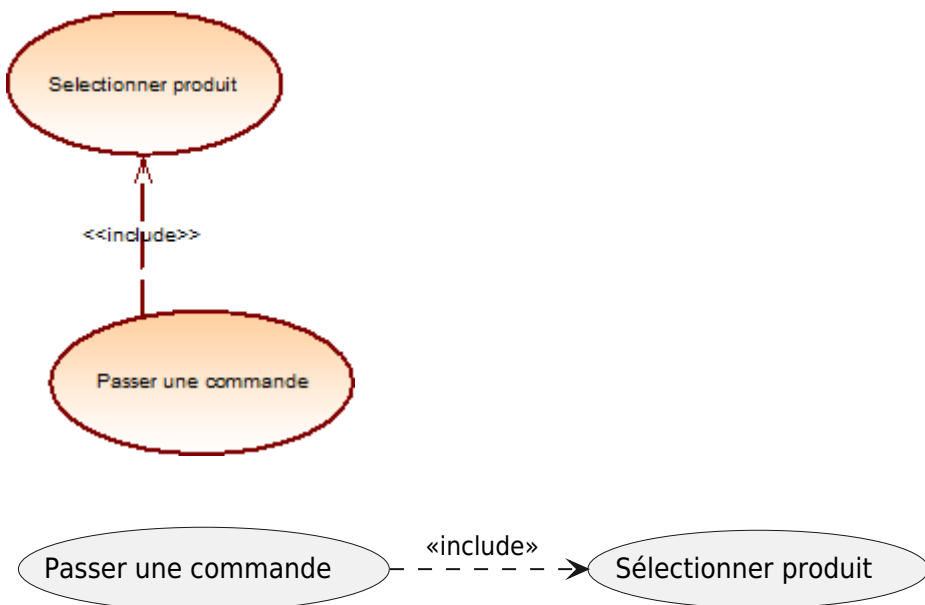 Selectionner produit
<<include>>
Passer une commande
«include»
Passer une commande
Sélectionner produit